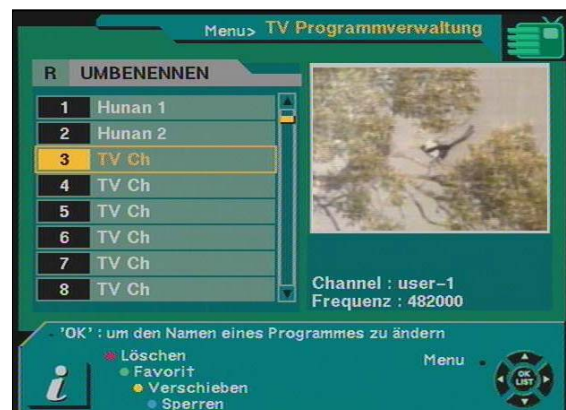 Menu> TV Programmverwaltung
R UMBENENNEN
1 Hunan 1
2 Hunan 2
3 TV Ch
4 TV Ch
5 TV Ch
6 TV Ch
7 TV Ch
8 TV Ch
Channel : user-1
Frequenz : 482000
'OK' : um den Namen eines Programmes zu ändern
Löschen
Favorit
Verschieben
Sperren
Menu
OK
LIST
i